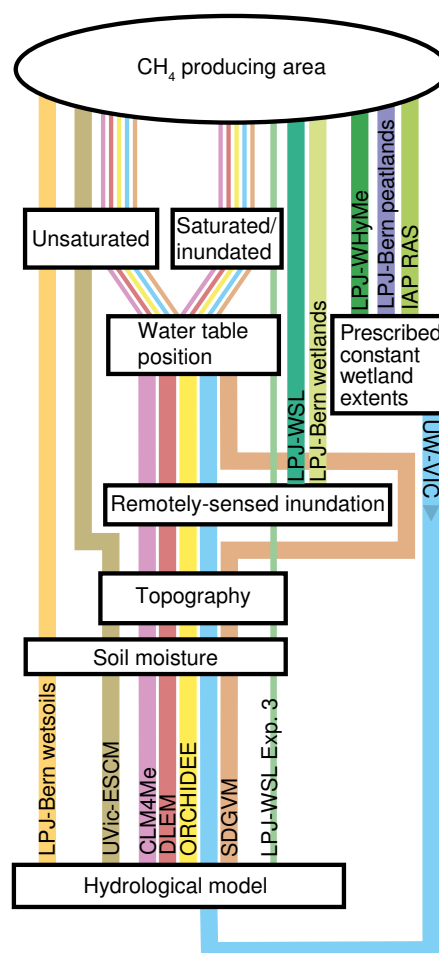 CH4 producing area
Unsaturated
Saturated/
inundated
LPJ-WHyMe
LPJ-Bern peatlands
IAP RAS
Water table
position
Prescribed
constant
wetland
extents
LPJ-WSL
LPJ-Bern wetlands
UW-VIC
Remotely-sensed inundation
Topography
Soil moisture
LPJ-Bern wetsoils
UVic-ESCM
CLM4Me
DLEM
ORCHIDEE
SDGVM
LPJ-WSL Exp. 3
Hydrological model